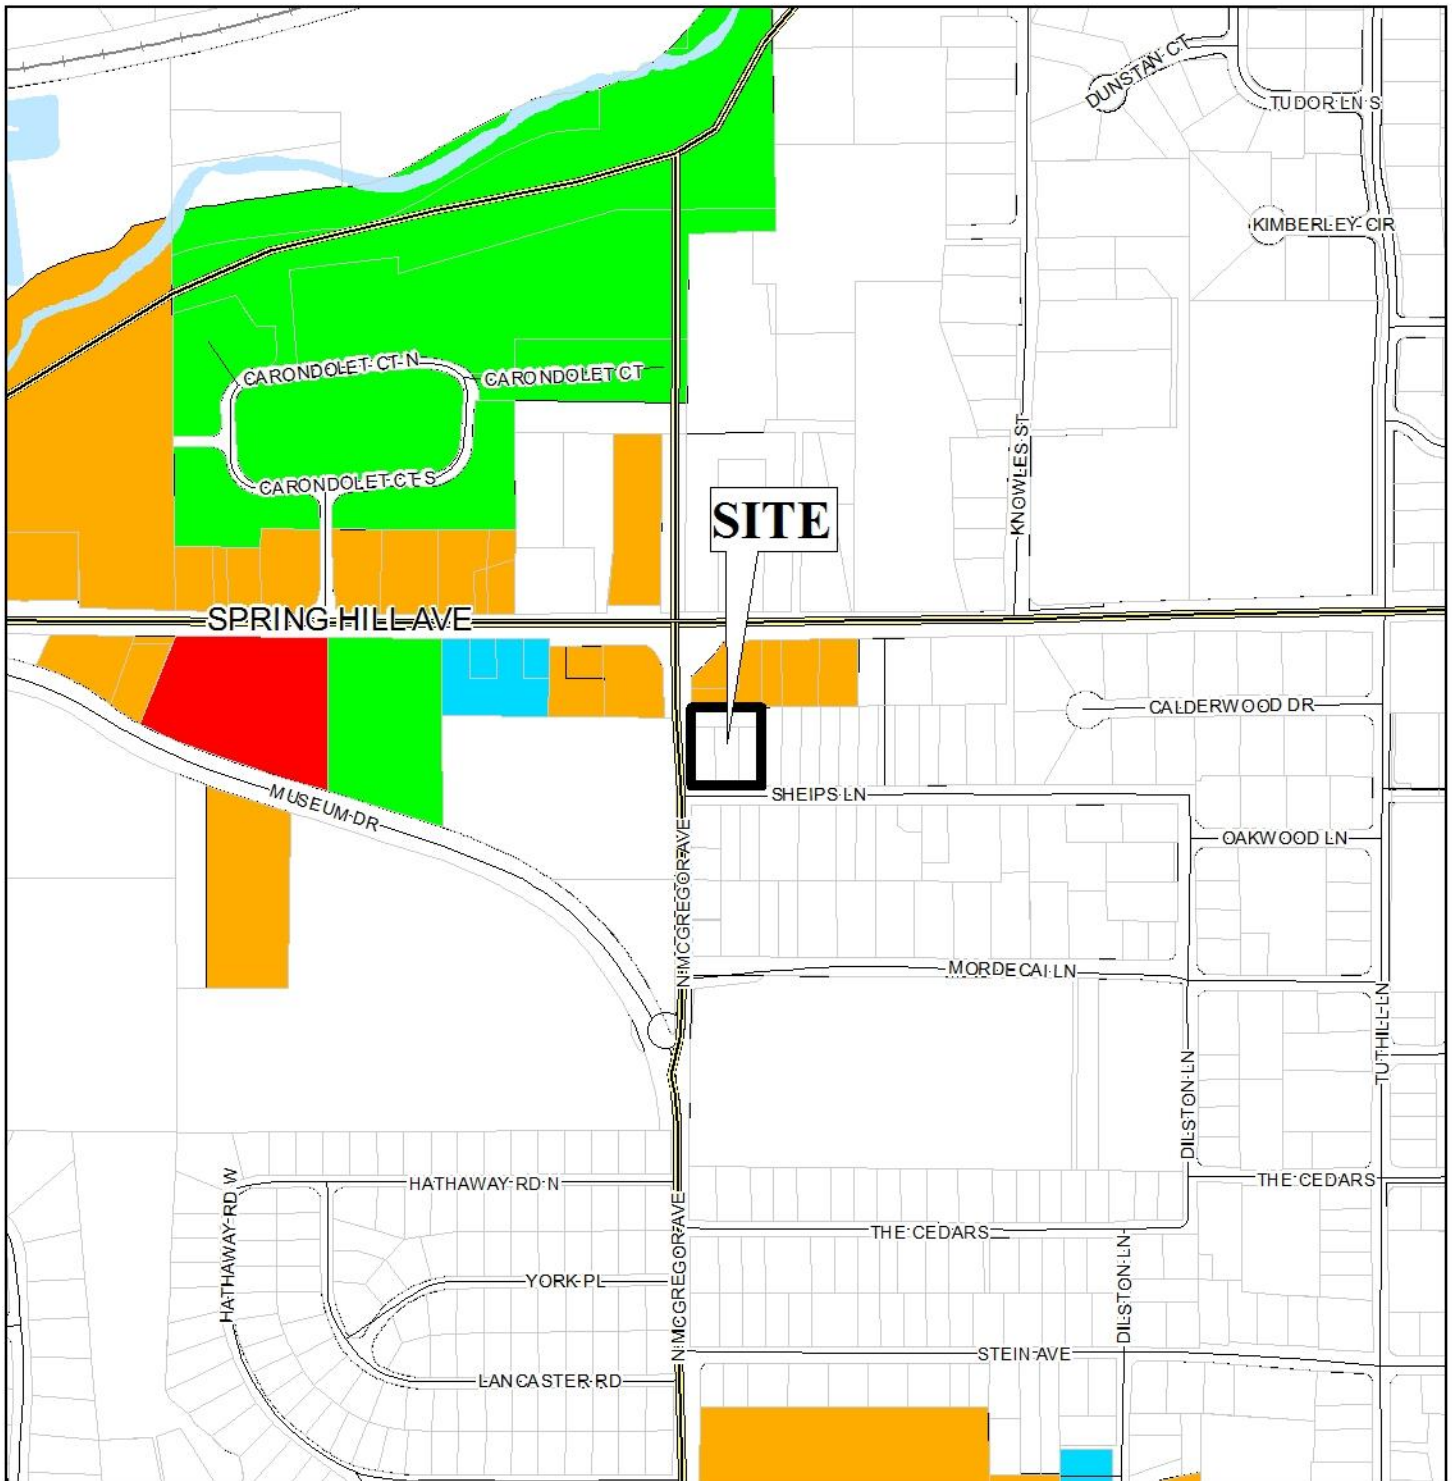 DUNSTAN CT
TUDOR LN S
KIMBERLEY CIR
CARONDOLET CT N
CARONDOLET CT
KNOWLES ST
CARONDOLET CT S
SITE
SPRING HILL AVE
CALDERWOOD DR
MUSEUM DR
SHEIPS LN
OAKWOOD LN
N MCGREGOR AVE
MORDECAI LN
TUTHILL LN
DILSTON LN
HATHAWAY RD W
HATHAWAY RD N
THE CEDARS
THE CEDARS
N MCGREGOR AVE
DILSTON LN
YORK PL
STEIN AVE
LANCASTER RD